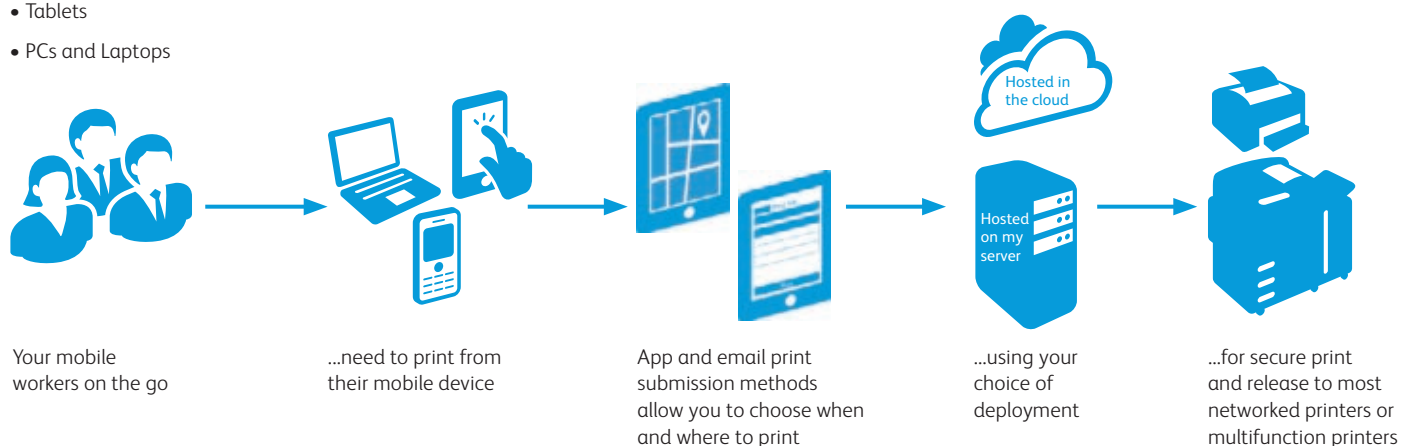 • Tablets
• PCs and Laptops
Hosted in
the cloud
Hosted
on my
server
Your mobile
workers on the go
...need to print from
their mobile device
App and email print
submission methods
allow you to choose when
and where to print
...using your
choice of
deployment
...for secure print
and release to most
networked printers or
multifunction printers